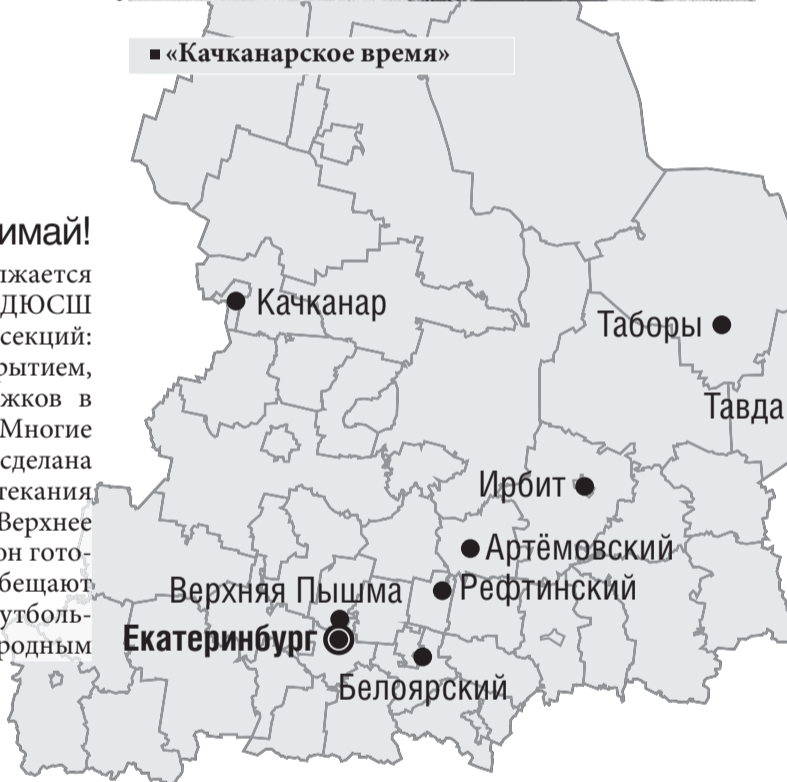 «Качканарское время»
имай!
лжается
ДЮСШ
секций:
рытием,
жков в
Многие
сделана
текания
Верхнее
он гото-
бещают
утболь-
родным
Качканар
Таборы
Тавда
Ирбит
Артёмовский
Рефтинский
Верхняя Пышма
Екатеринбург
Белоярский